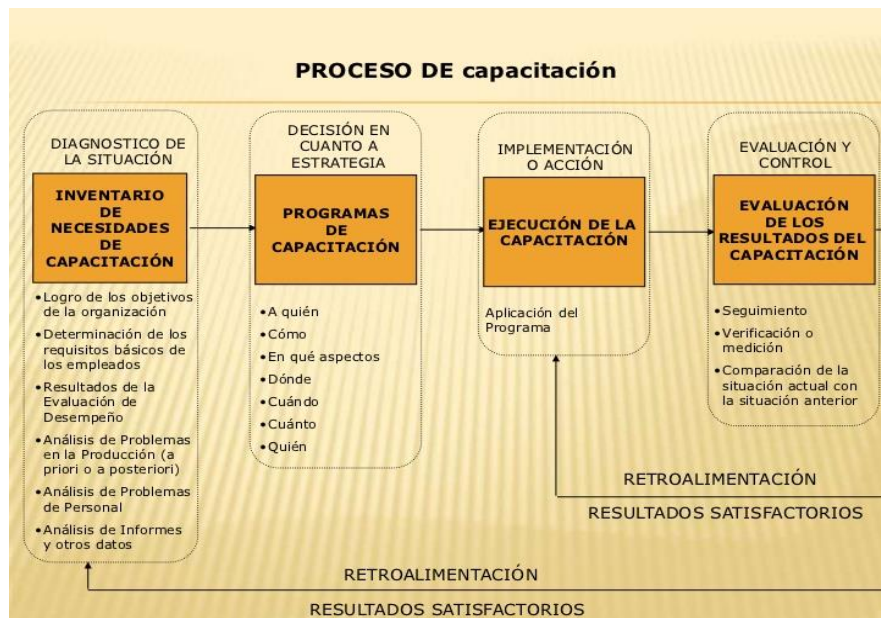 PROCESO DE capacitación
DIAGNOSTICO DE
LA SITUACIÓN
INVENTARIO
DE
NECESIDADES
DE
CAPACITACIÓN
•Logro de los objetivos
de la organización
•Determinación de los
requisitos básicos de
los empleados
•Resultados de la
Evaluación de
Desempeño
•Análisis de Problemas
en la Producción (a
priori o a posteriori)
•Análisis de Problemas
de Personal
•Análisis de Informes
y otros datos
DECISIÓN EN
CUANTO A
ESTRATEGIA
PROGRAMAS
DE
CAPACITACIÓN
•A quién
•Cómo
•En qué aspectos
•Dónde
•Cuándo
•Cuánto
•Quién
IMPLEMENTACIÓN
O ACCIÓN
EJECUCIÓN DE LA
CAPACITACIÓN
Aplicación del
Programa
EVALUACIÓN Y
CONTROL
EVALUACIÓN
DE LOS
RESULTADOS DEL
CAPACITACIÓN
•Seguimiento
•Verificación o
medición
•Comparación de la
situación actual con
la situación anterior
RETROALIMENTACIÓN
RESULTADOS SATISFACTORIOS
RETROALIMENTACIÓN
RESULTADOS SATISFACTORIOS